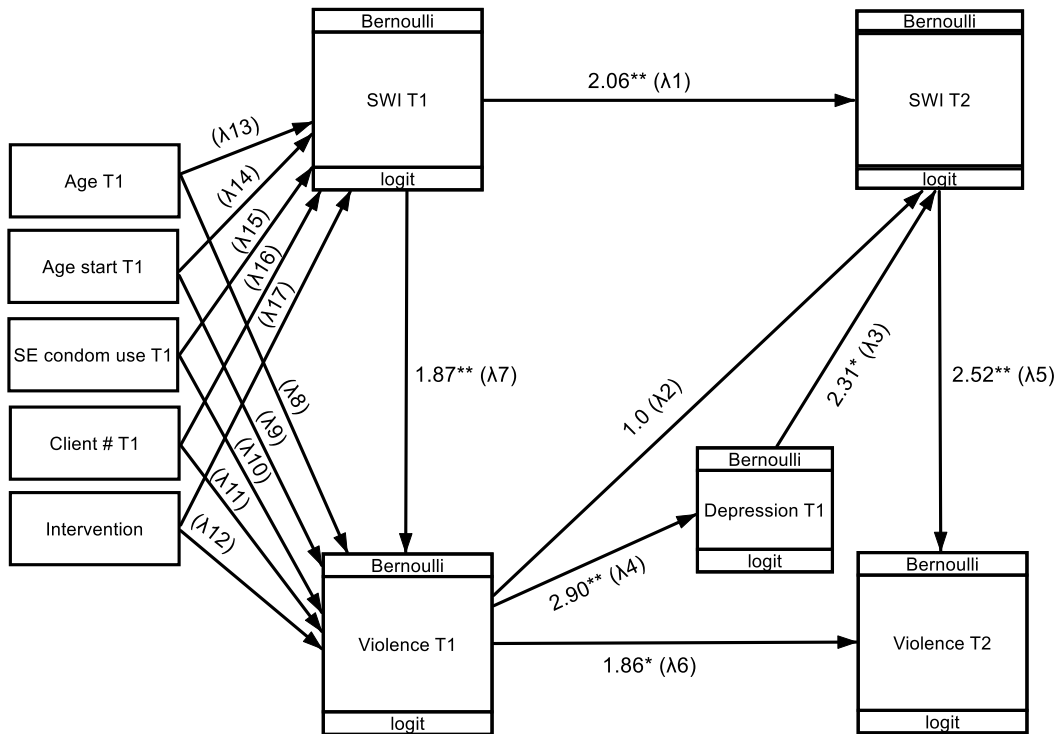 Bernoulli
SWI T1
logit
2.06** (λ1)
Bernoulli
SWI T2
logit
Age T1
Age start T1
SE condom use T1
Client # T1
Intervention
(λ13)
(λ14)
(λ15)
(λ16)
(λ17)
(λ8)
(λ9)
(λ10)
(λ11)
(λ12)
1.87** (λ7)
1.0 (λ2)
2.31* (λ3)
2.52** (λ5)
Bernoulli
Depression T1
logit
2.90** (λ4)
Bernoulli
Violence T1
logit
1.86* (λ6)
Bernoulli
Violence T2
logit